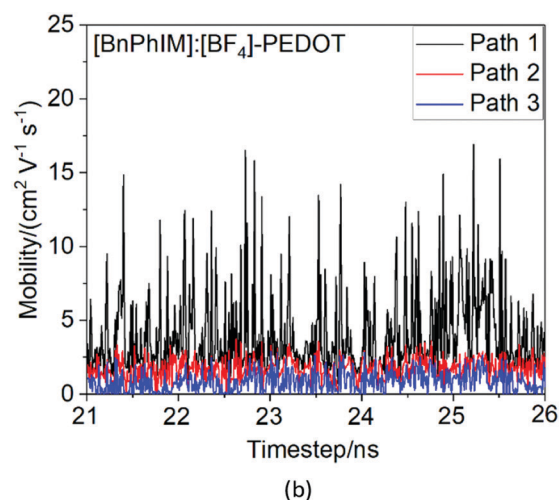 [BnPhIM]:[BF₄]-PEDOT
Path 1
Path 2
Path 3
Mobility/(cm² V⁻¹ s⁻¹)
25
20
15
10
5
0
21 22 23 24 25 26
Timestep/ns
(b)